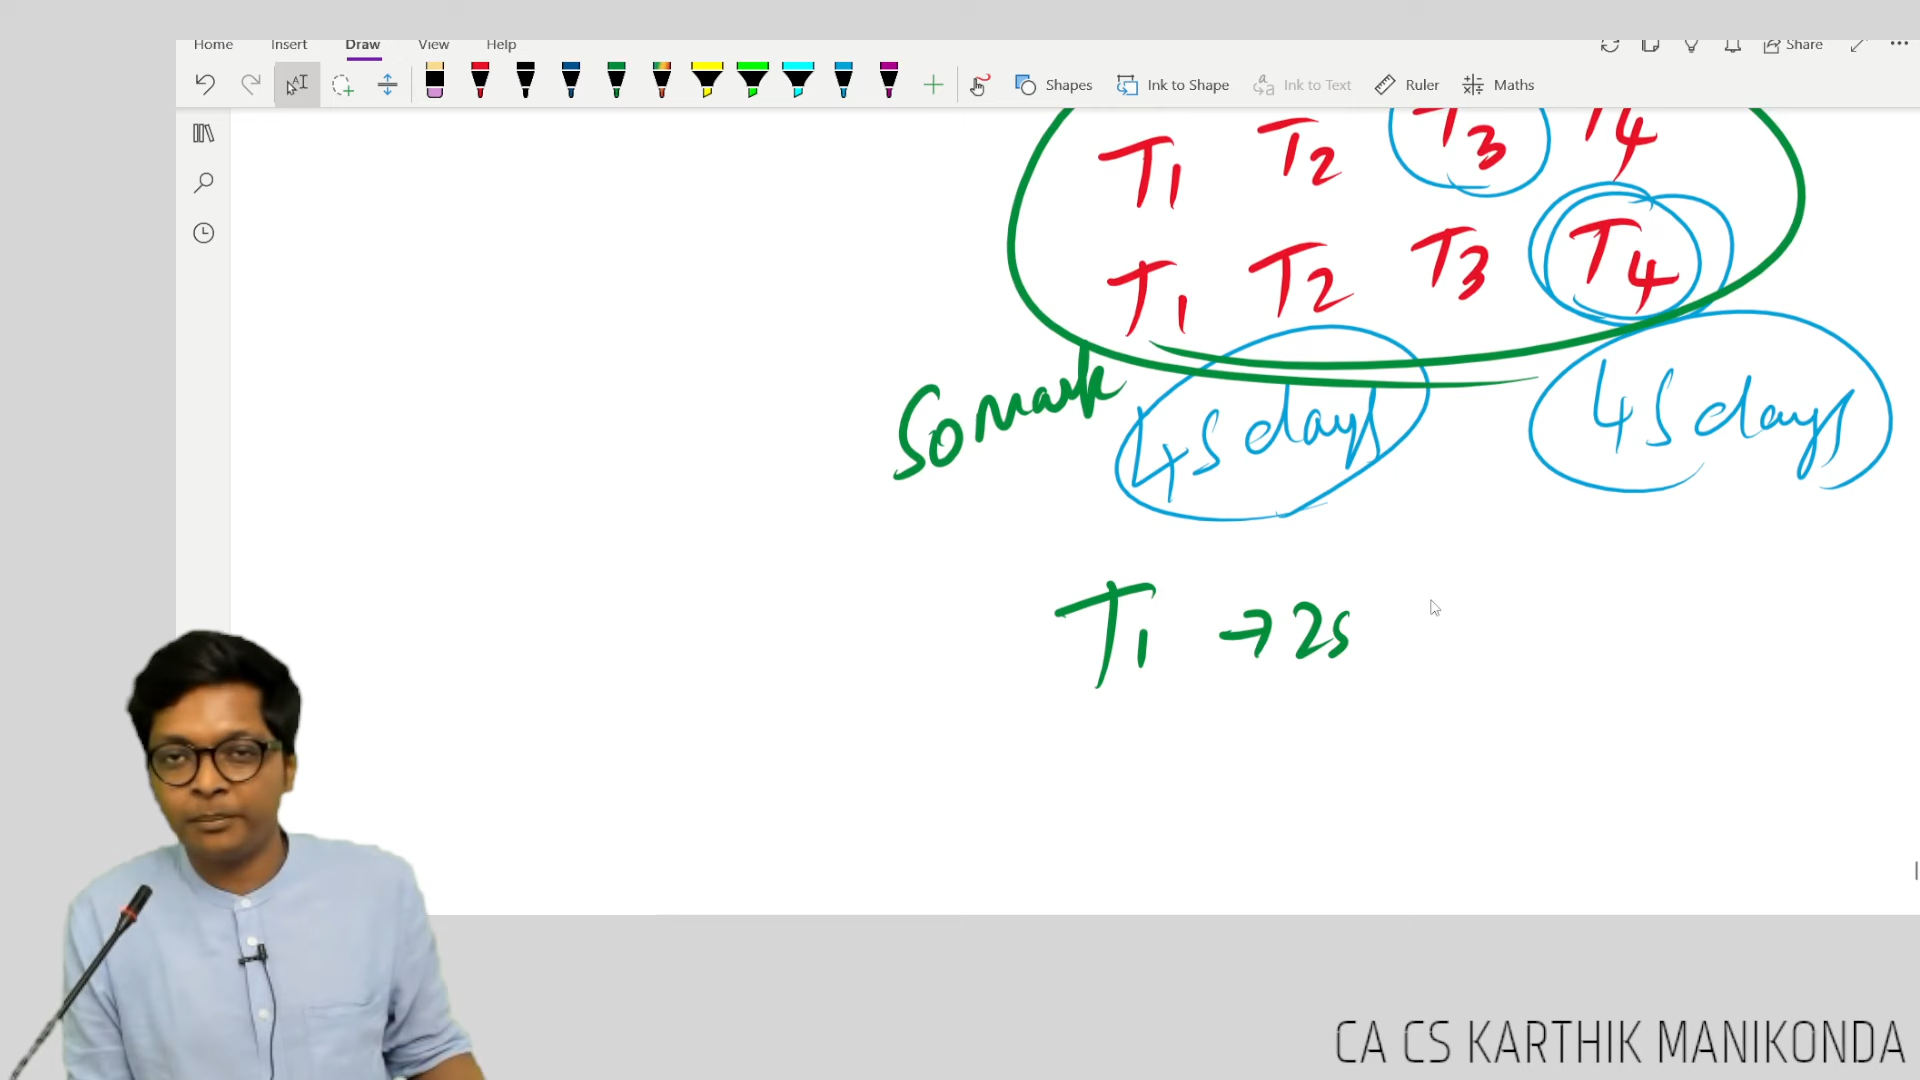 Home Insert Draw View Help Share
Shapes Ink to Shape Ink to Text Ruler Maths
T1 T2 T3 T4
T1 T2 T3 T4
50 mark 45 days 45 days
T1 → 25
CA CS KARTHIK MANIKONDA